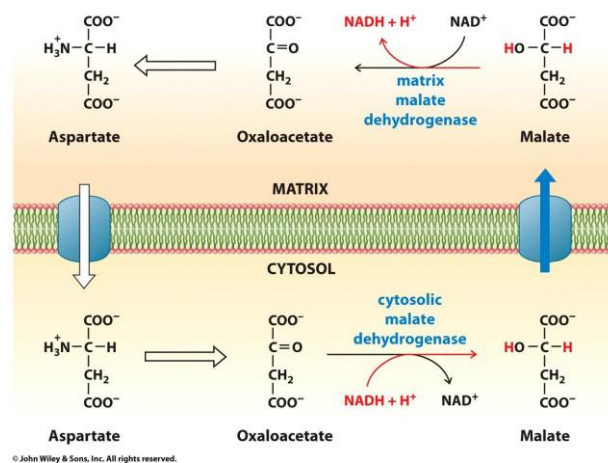 COO⁻
H₃N⁺—C—H
CH₂
COO⁻
Aspartate
COO⁻
C=O
CH₂
COO⁻
Oxaloacetate
NADH + H⁺
NAD⁺
matrix
malate
dehydrogenase
COO⁻
HO—C—H
CH₂
COO⁻
Malate
MATRIX
CYTOSOL
COO⁻
H₃N⁺—C—H
CH₂
COO⁻
Aspartate
COO⁻
C=O
CH₂
COO⁻
Oxaloacetate
cytosolic
malate
dehydrogenase
NADH + H⁺
NAD⁺
COO⁻
HO—C—H
CH₂
COO⁻
Malate
© John Wiley & Sons, Inc. All rights reserved.